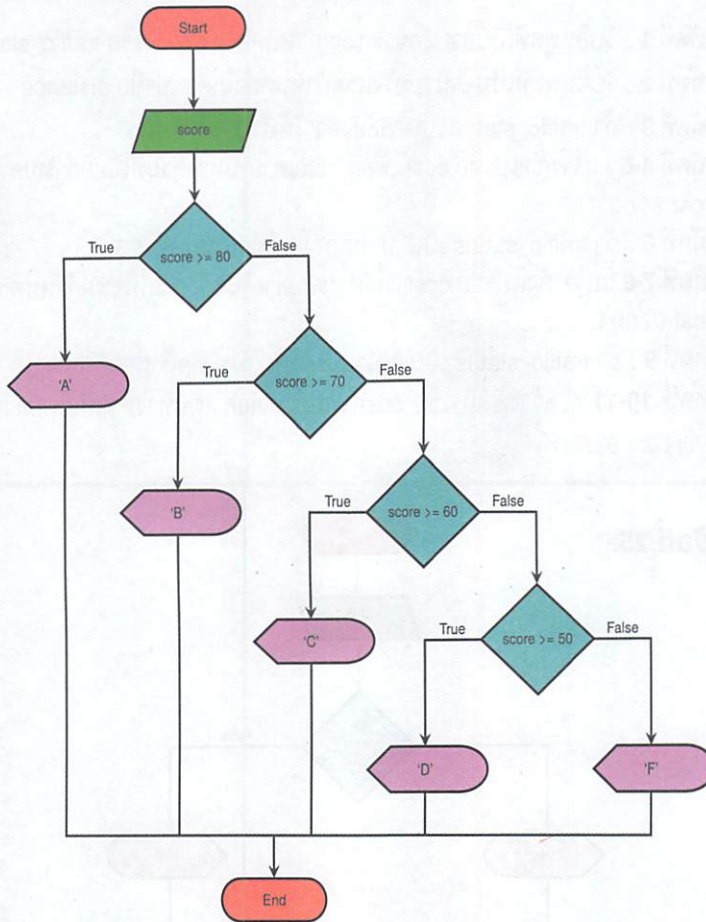 Start
score
score >= 80
True
False
'A'
score >= 70
True
False
'B'
score >= 60
True
False
'C'
score >= 50
True
False
'D'
'F'
End